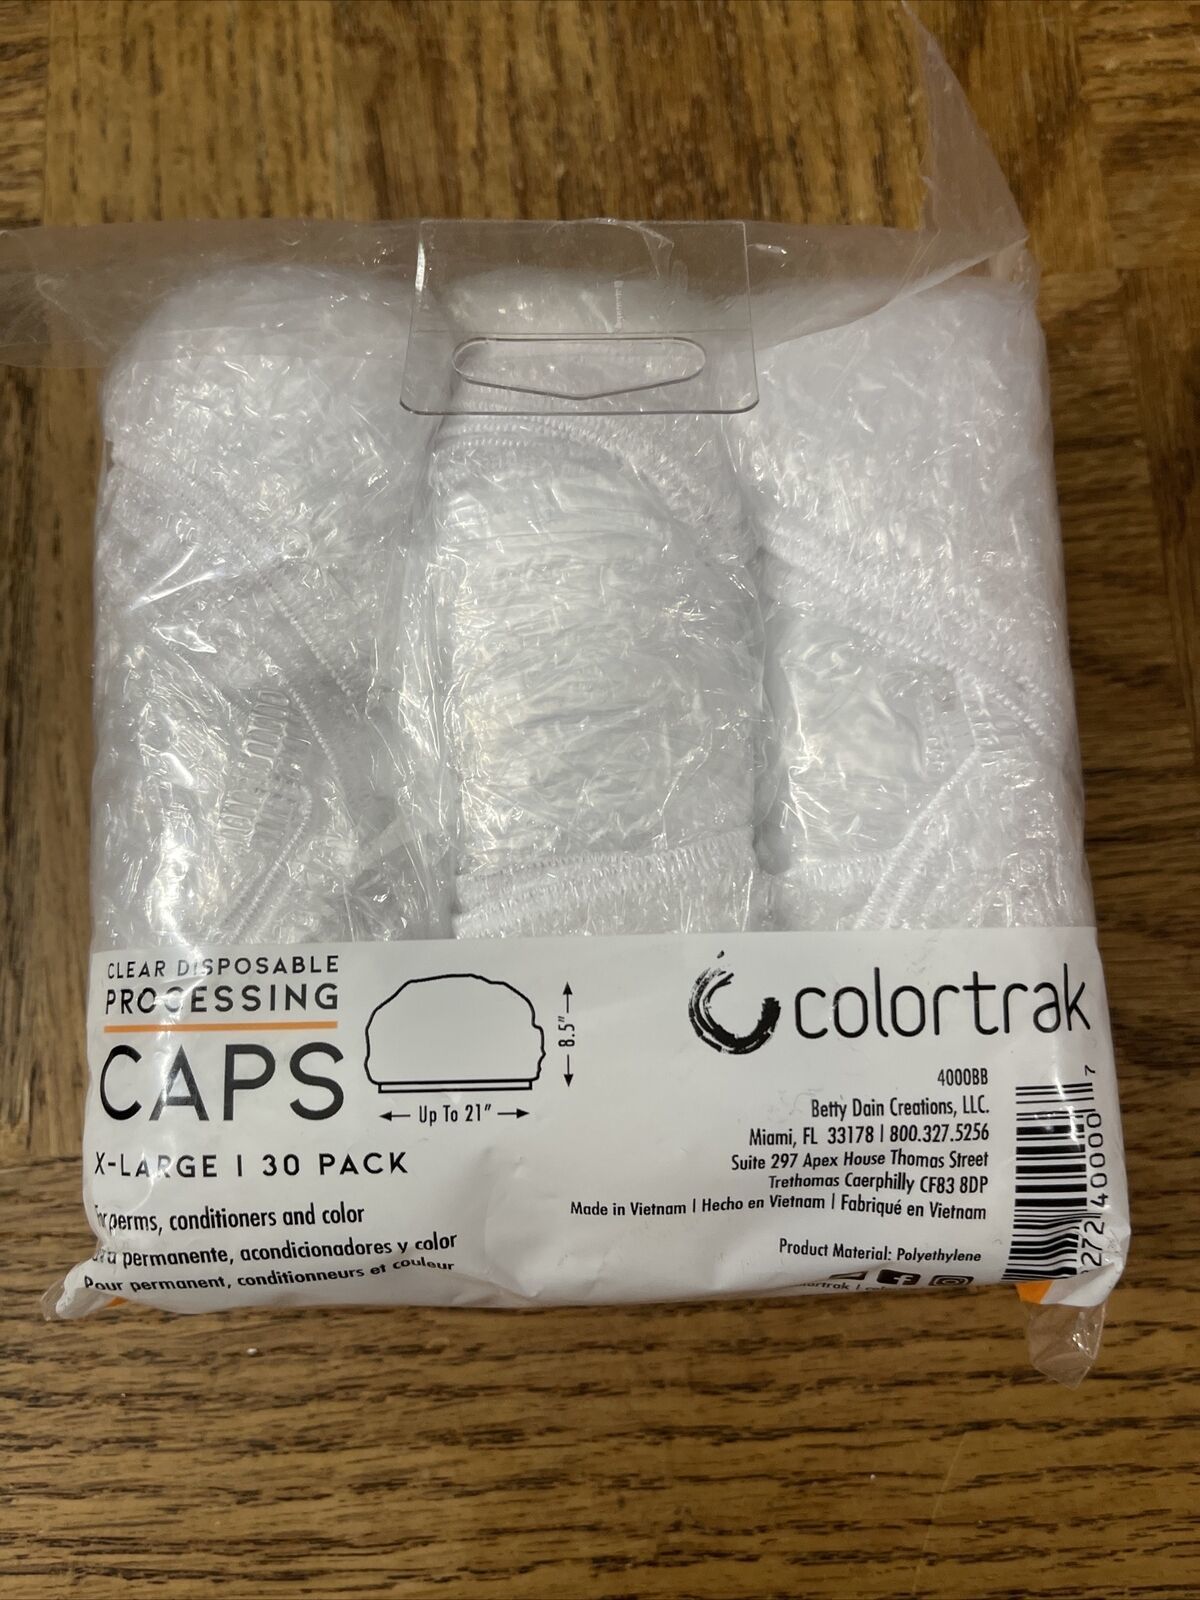 CLEAR DISPOSABLE
PROCESSING
CAPS
X-LARGE | 30 PACK
For perms, conditioners and color
permanente, acondicionadores y color
Pour permanent, conditionneurs et couleur
8.5"
Up To 21"
colortrak
4000BB
Betty Dain Creations, LLC.
Miami, FL 33178 | 800.327.5256
Suite 297 Apex House Thomas Street
Trethomas Caerphilly CF83 8DP
Made in Vietnam | Hecho en Vietnam | Fabriqué en Vietnam
Product Material: Polyethylene
27240000 7